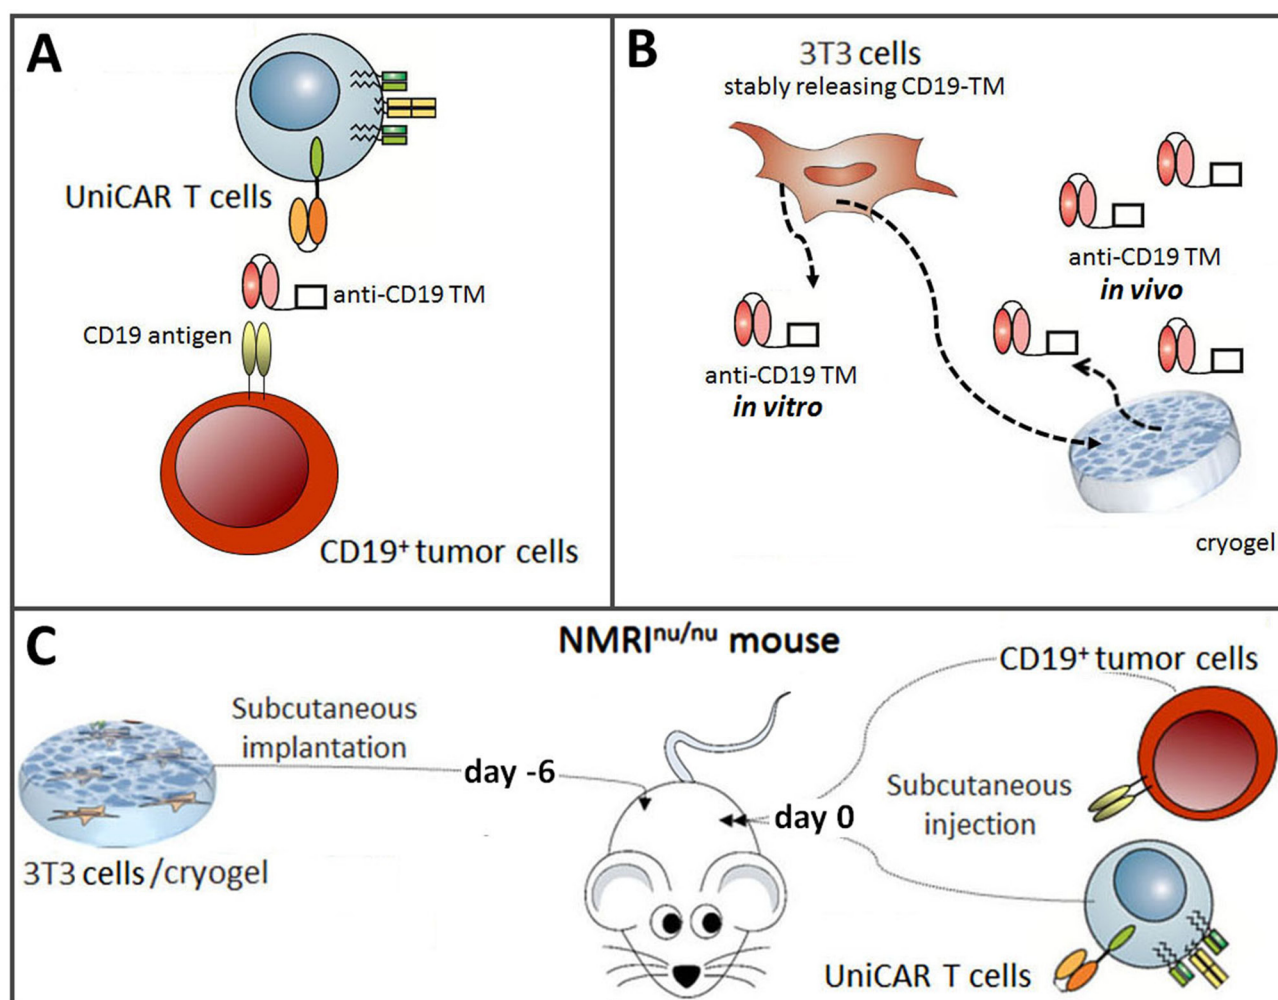 A
UniCAR T cells
anti-CD19 TM
CD19 antigen
CD19⁺ tumor cells
B
3T3 cells
stably releasing CD19-TM
anti-CD19 TM
in vivo
anti-CD19 TM
in vitro
cryogel
C
NMRInu/nu mouse
CD19⁺ tumor cells
Subcutaneous
implantation
day -6
Subcutaneous
injection
day 0
3T3 cells/cryogel
UniCAR T cells